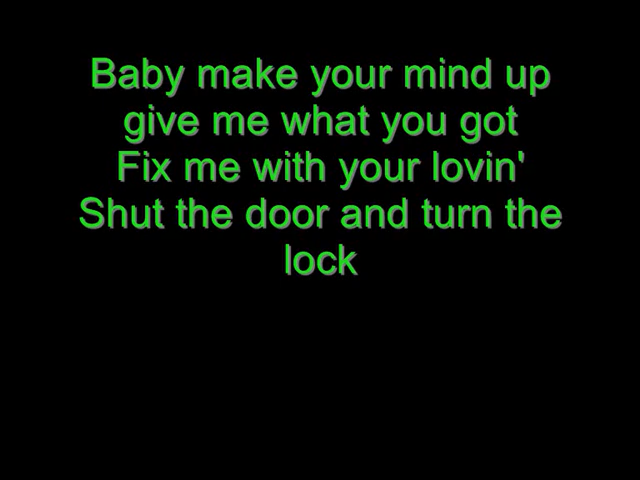 Baby make your mind up
give me what you got
Fix me with your lovin'
Shut the door and turn the
lock